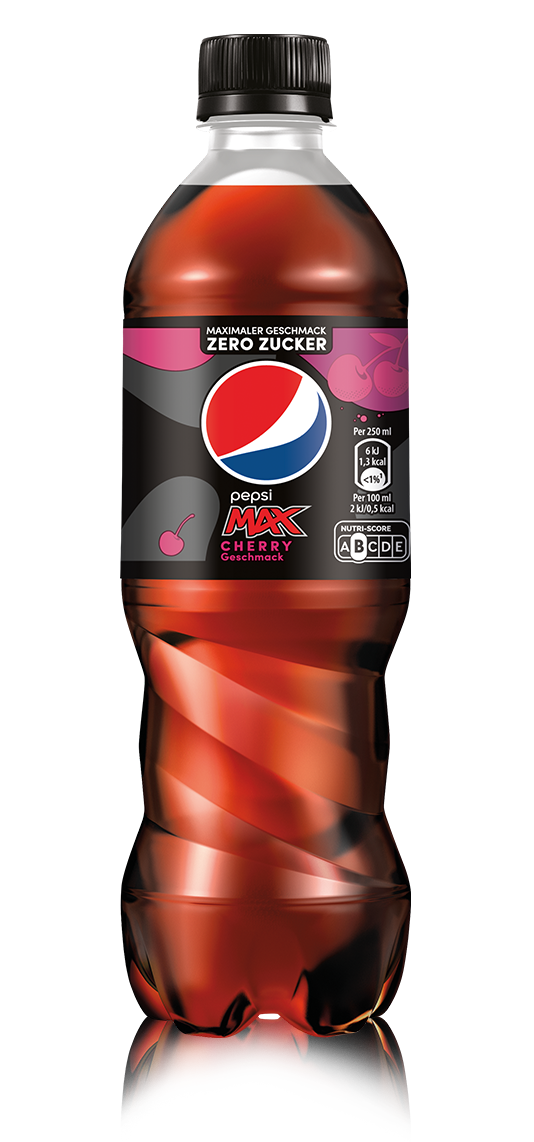 MAXIMALER GESCHMACK
ZERO ZUCKER
pepsi
MAX
CHERRY
Geschmack
Per 250 ml
6 kJ
1,3 kcal
<1%¹
Per 100 ml
2 kJ/0,5 kcal
NUTRI-SCORE
A B C D E